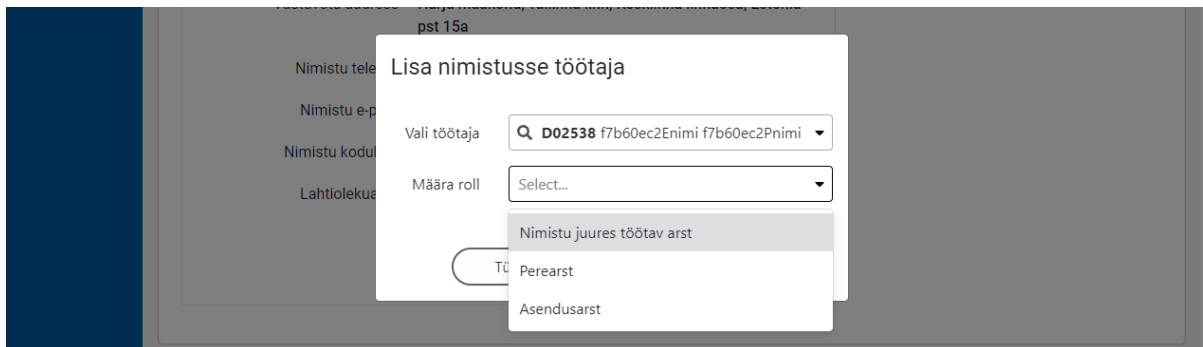 pst 15a
Lisa nimistusse töötaja
Nimistu tele
Nimistu e-p
Vali töötaja D02538 f7b60ec2Enimi f7b60ec2Pnimi
Nimistu kodul
Määra roll Select...
Lahtiolekua
Nimistu juures töötav arst
Tü
Perearst
Asendusarst